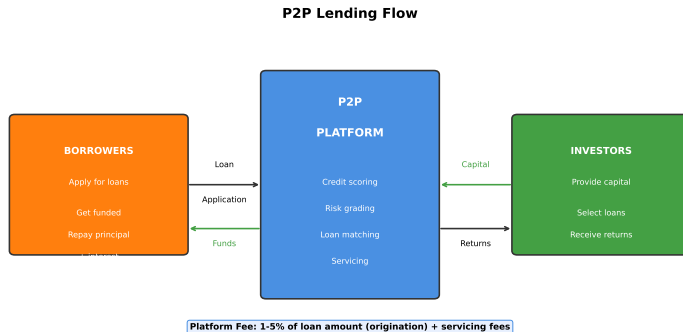 P2P Lending Flow
P2P
PLATFORM
BORROWERS
Apply for loans
Get funded
Repay principal
+ interest
Loan
Application
Funds
Credit scoring
Risk grading
Loan matching
Servicing
Capital
Returns
INVESTORS
Provide capital
Select loans
Receive returns
Platform Fee: 1-5% of loan amount (origination) + servicing fees